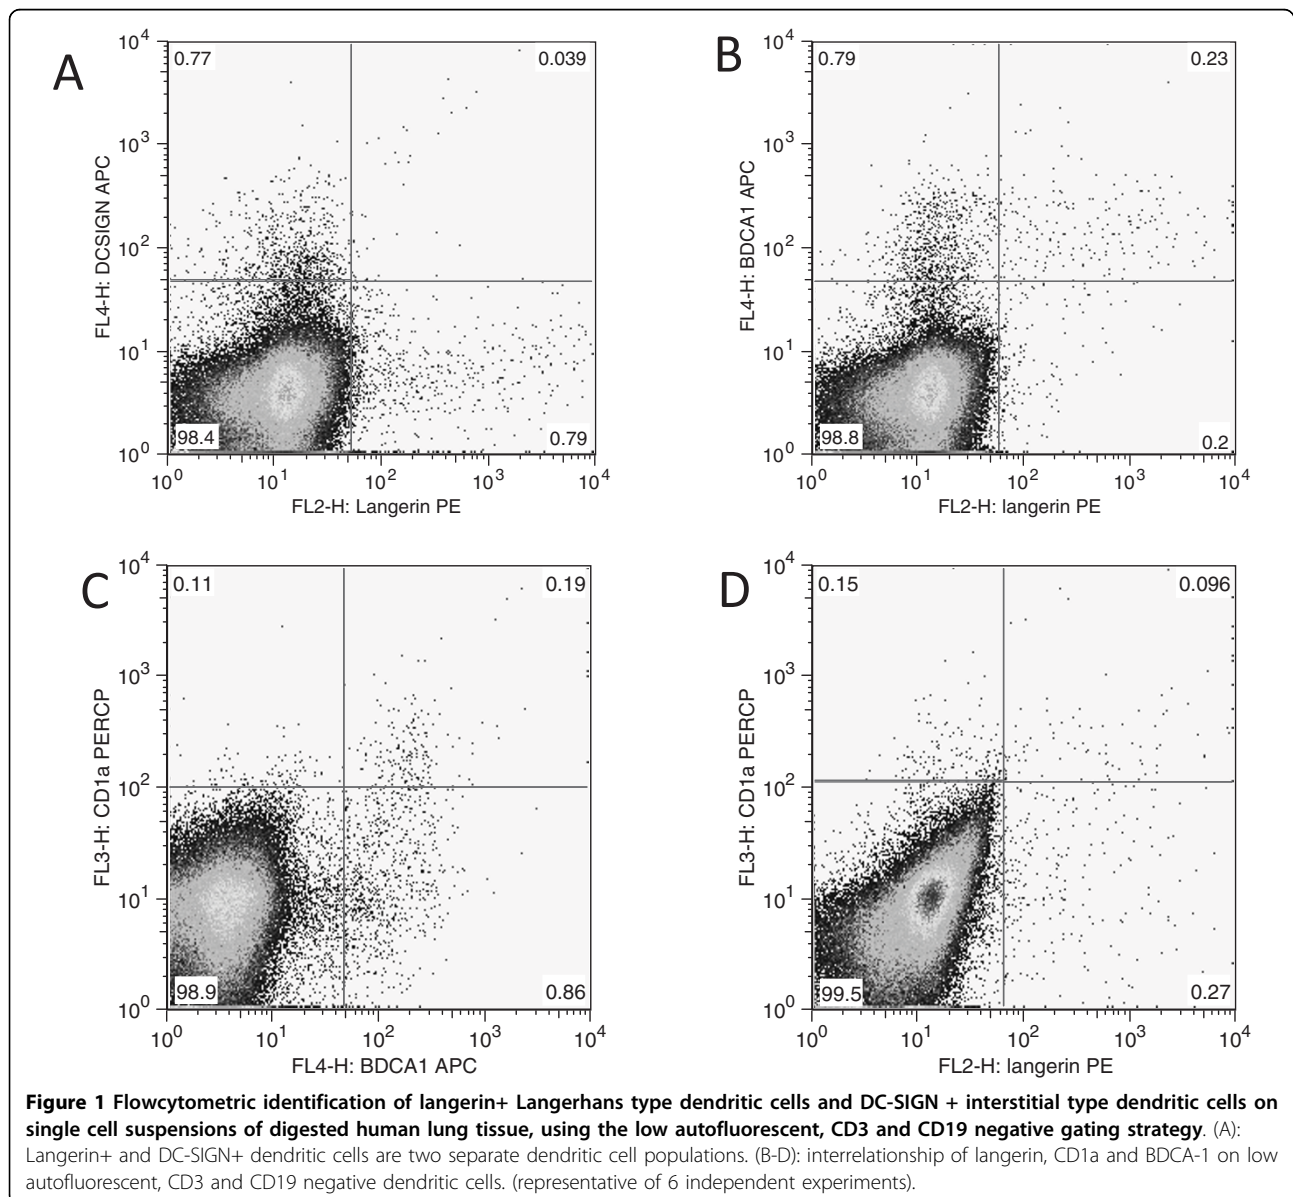 A
10^4
10^3
10^2
10^1
10^0
FL4-H: DCSIGN APC
0.77
0.039
98.4
0.79
10^0 10^1 10^2 10^3 10^4
FL2-H: Langerin PE
B
10^4
10^3
10^2
10^1
10^0
FL4-H: BDCA1 APC
0.79
0.23
98.8
0.2
10^0 10^1 10^2 10^3 10^4
FL2-H: langerin PE
C
10^4
10^3
10^2
10^1
10^0
FL3-H: CD1a PERCP
0.11
0.19
98.9
0.86
10^0 10^1 10^2 10^3 10^4
FL4-H: BDCA1 APC
D
10^4
10^3
10^2
10^1
10^0
FL3-H: CD1a PERCP
0.15
0.096
99.5
0.27
10^0 10^1 10^2 10^3 10^4
FL2-H: langerin PE
Figure 1 Flowcytometric identification of langerin+ Langerhans type dendritic cells and DC-SIGN + interstitial type dendritic cells on
single cell suspensions of digested human lung tissue, using the low autofluorescent, CD3 and CD19 negative gating strategy. (A):
Langerin+ and DC-SIGN+ dendritic cells are two separate dendritic cell populations. (B-D): interrelationship of langerin, CD1a and BDCA-1 on low
autofluorescent, CD3 and CD19 negative dendritic cells. (representative of 6 independent experiments).